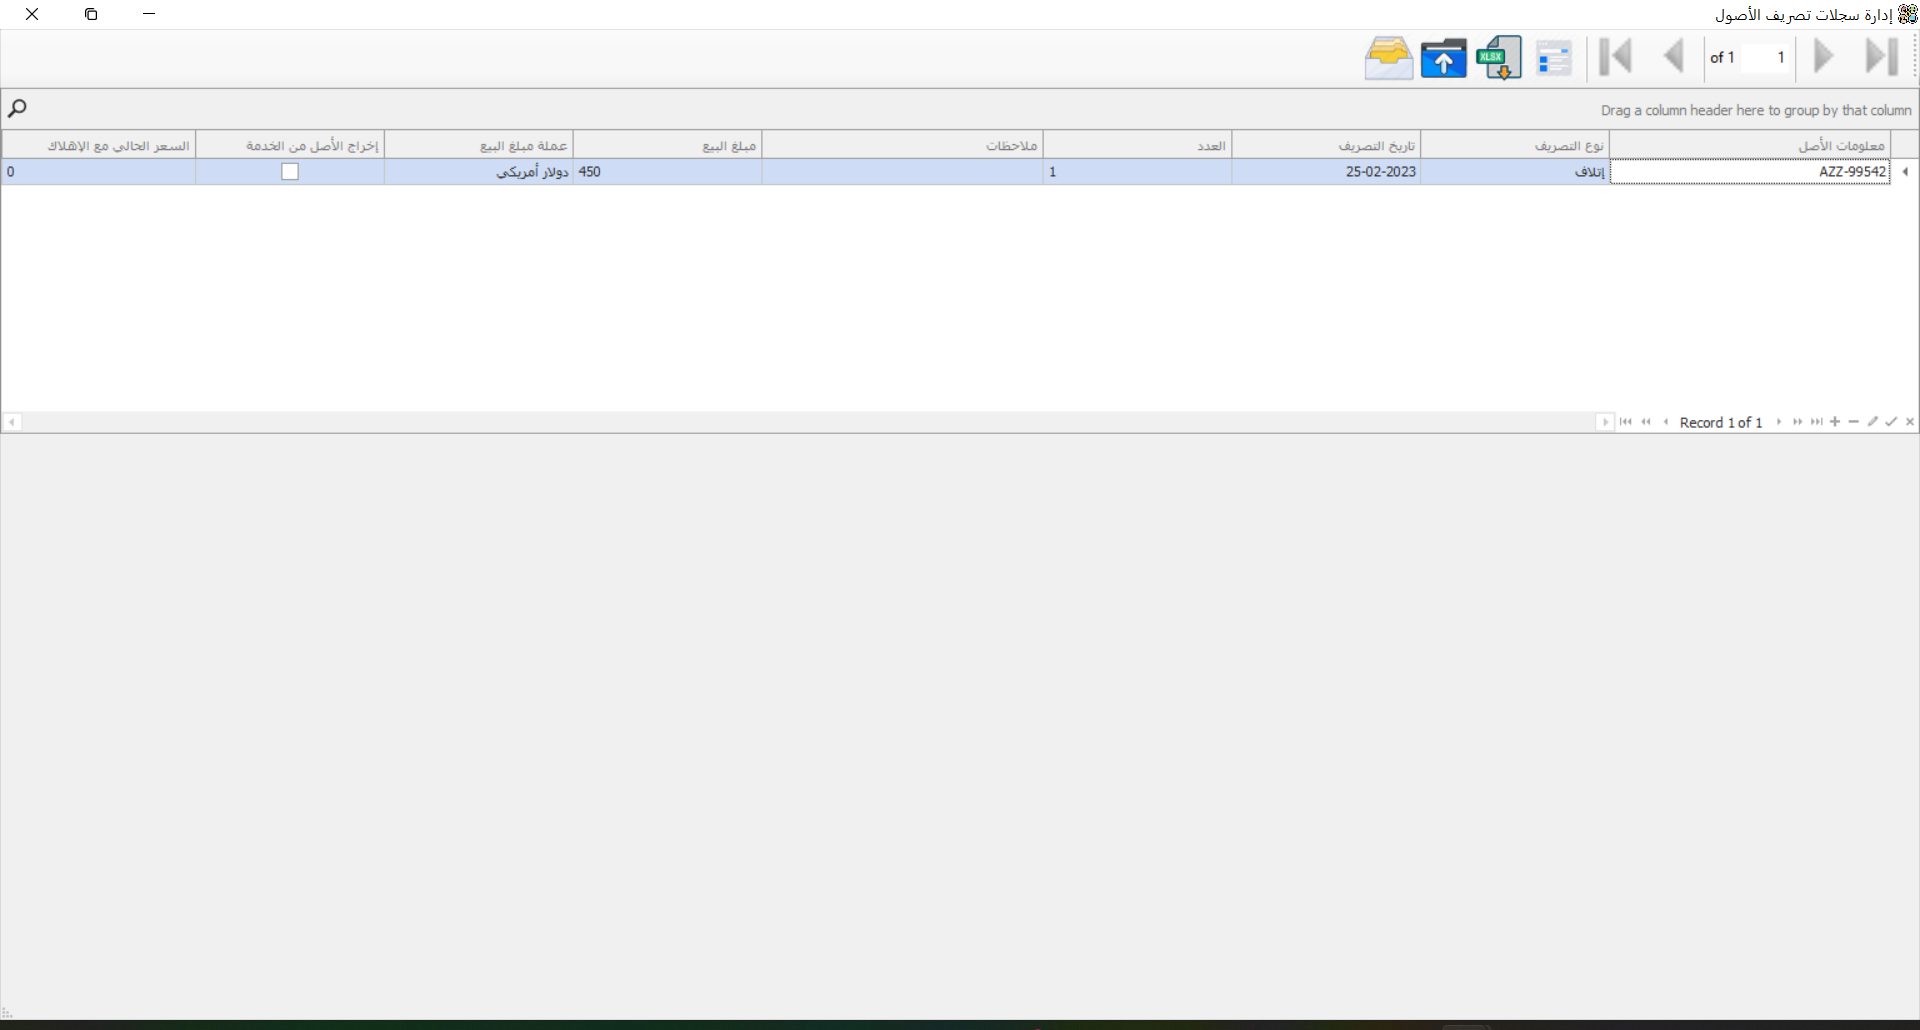 إدارة سجلات تصريف الأصول
XLSX of 1 1
Drag a column header here to group by that column
معلومات الأصل نوع التصريف تاريخ التصريف العدد ملاحظات مبلغ البيع عملة مبلغ البيع إخراج الأصل من الخدمة السعر الحالي مع الإهلاك
AZZ-99542 إتلاف 25-02-2023 1 450 دولار أمريكي 0
Record 1 of 1